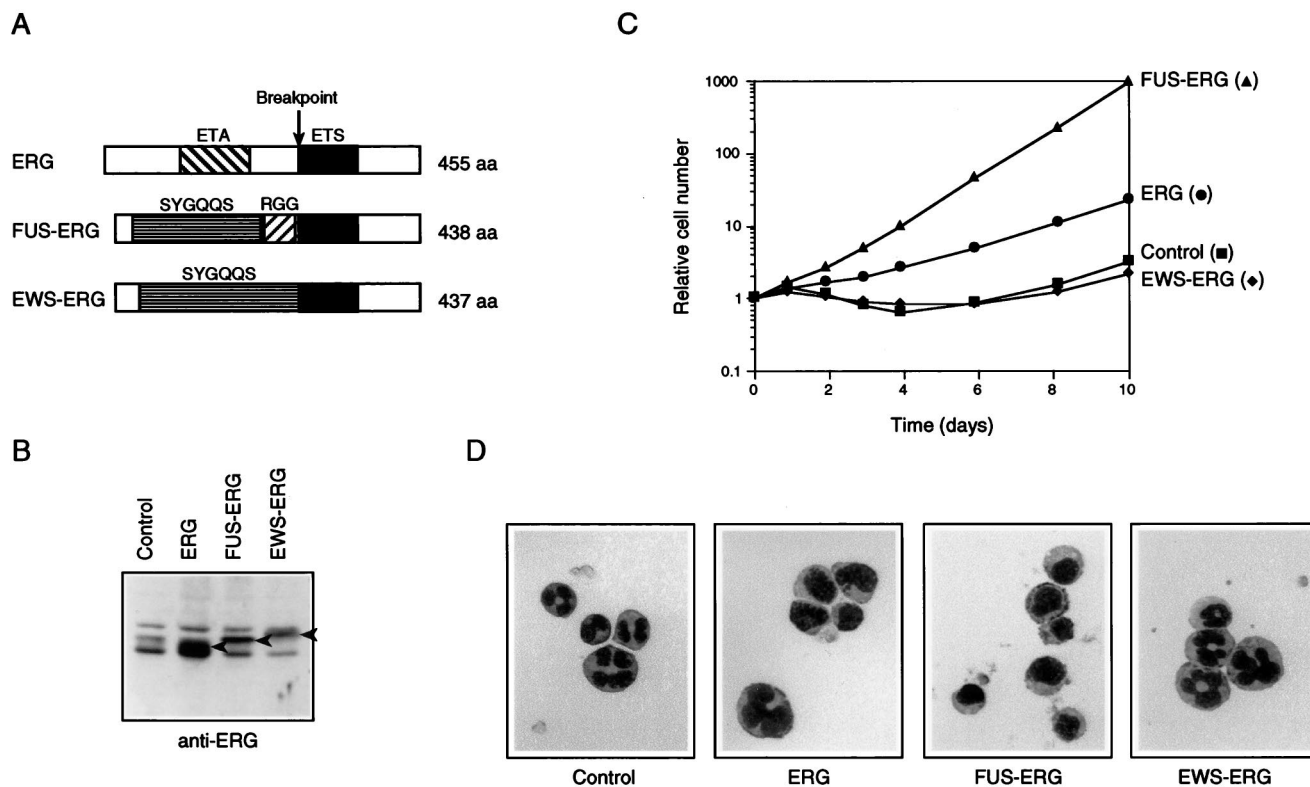 A
Breakpoint
ETA
ETS
ERG
455 aa
SYGQQS
RGG
FUS-ERG
438 aa
SYGQQS
EWS-ERG
437 aa
B
Control
ERG
FUS-ERG
EWS-ERG
anti-ERG
C
Relative cell number
1000
100
10
1
0.1
0
2
4
6
8
10
Time (days)
FUS-ERG (▲)
ERG (●)
Control (■)
EWS-ERG (◆)
D
Control
ERG
FUS-ERG
EWS-ERG